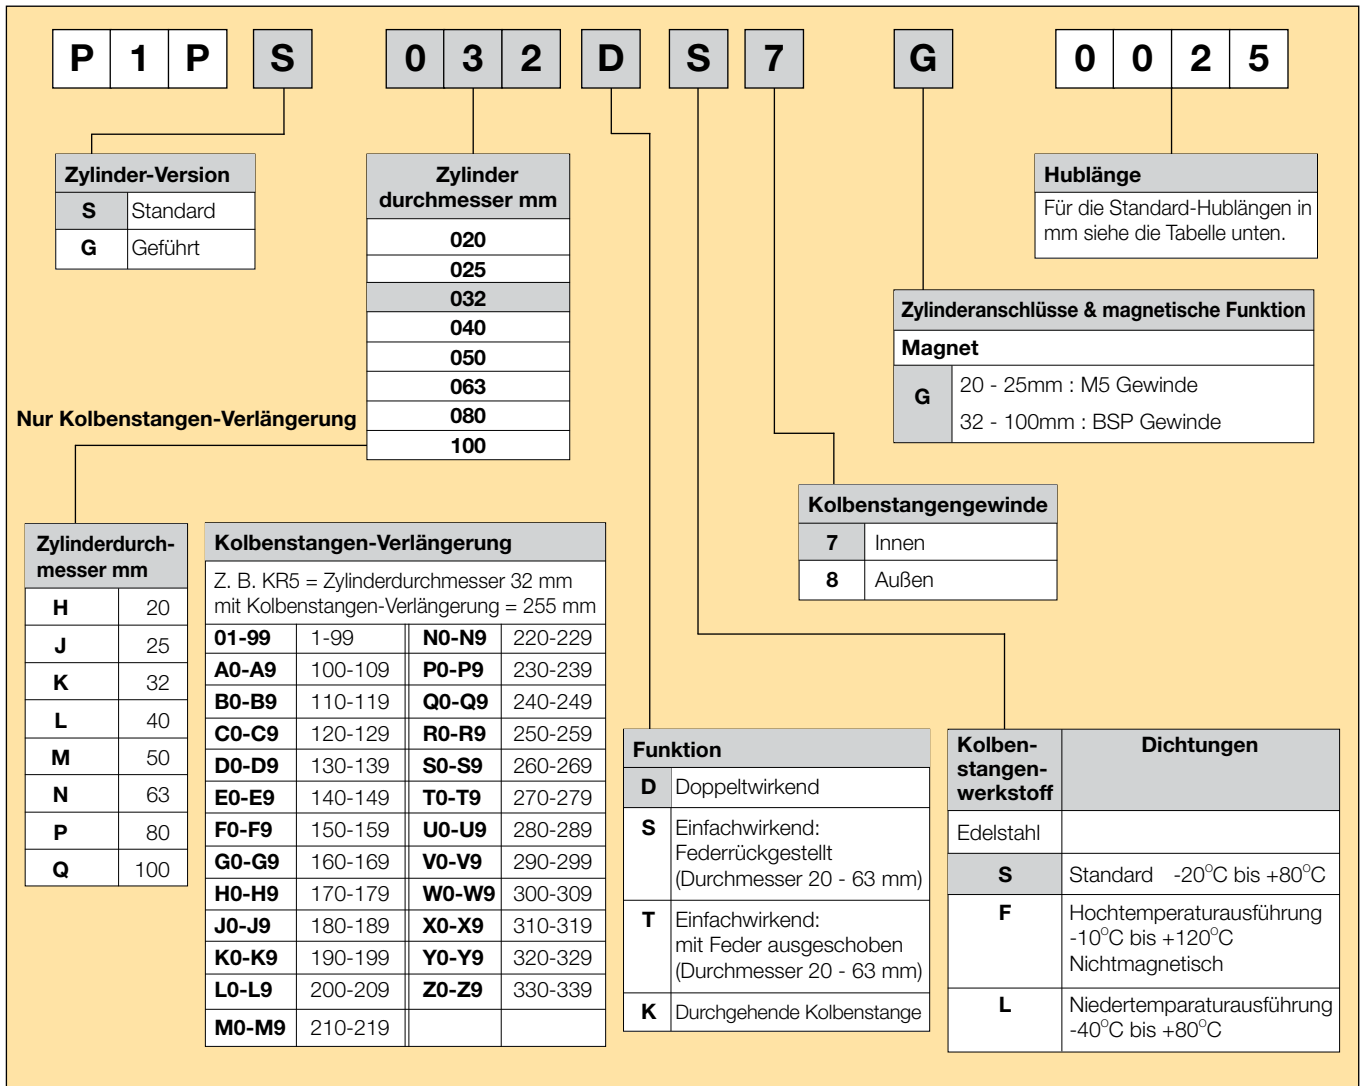 P 1 P S 0 3 2 D S 7 G 0 0 2 5
Zylinder-Version
S Standard
G Geführt
Zylinder
durchmesser mm
020
025
032
040
050
063
080
100
Hublänge
Für die Standard-Hublängen in
mm siehe die Tabelle unten.
Zylinderanschlüsse & magnetische Funktion
Magnet
G 20 - 25mm : M5 Gewinde
32 - 100mm : BSP Gewinde
Nur Kolbenstangen-Verlängerung
Kolbenstangengewinde
7 Innen
8 Außen
Zylinderdurch-
messer mm
H 20
J 25
K 32
L 40
M 50
N 63
P 80
Q 100
Kolbenstangen-Verlängerung
Z. B. KR5 = Zylinderdurchmesser 32 mm
mit Kolbenstangen-Verlängerung = 255 mm
01-99 1-99 N0-N9 220-229
A0-A9 100-109 P0-P9 230-239
B0-B9 110-119 Q0-Q9 240-249
C0-C9 120-129 R0-R9 250-259
D0-D9 130-139 S0-S9 260-269
E0-E9 140-149 T0-T9 270-279
F0-F9 150-159 U0-U9 280-289
G0-G9 160-169 V0-V9 290-299
H0-H9 170-179 W0-W9 300-309
J0-J9 180-189 X0-X9 310-319
K0-K9 190-199 Y0-Y9 320-329
L0-L9 200-209 Z0-Z9 330-339
M0-M9 210-219
Funktion
D Doppeltwirkend
S Einfachwirkend:
Federrückgestellt
(Durchmesser 20 - 63 mm)
T Einfachwirkend:
mit Feder ausgeschoben
(Durchmesser 20 - 63 mm)
K Durchgehende Kolbenstange
Kolben-
stangen-
werkstoff
Dichtungen
Edelstahl
S Standard -20°C bis +80°C
F Hochtemperaturausführung
-10°C bis +120°C
Nichtmagnetisch
L Niedertemparaturausführung
-40°C bis +80°C